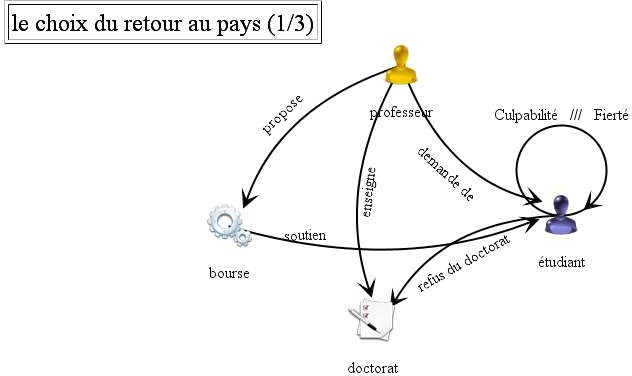 le choix du retour au pays (1/3)
propose
professeur
Culpabilité /// Fierté
demande de
enseigne
soutien
refus du doctorat
étudiant
bourse
doctorat